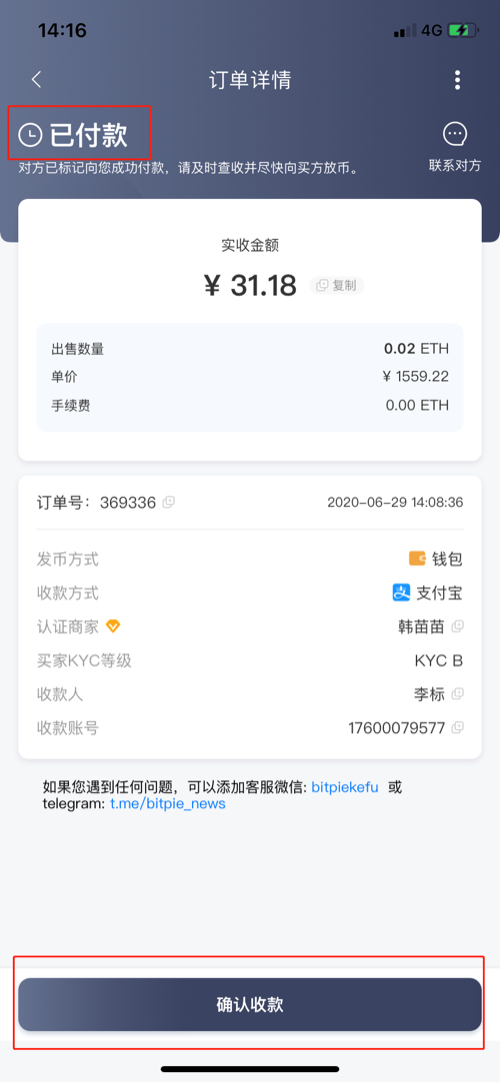 14:16
4G
订单详情
已付款
对方已标记向您成功付款，请及时查收并尽快向买方放币。
联系对方
实收金额
¥ 31.18 复制
出售数量 0.02 ETH
单价 ¥ 1559.22
手续费 0.00 ETH
订单号：369336 2020-06-29 14:08:36
发币方式 钱包
收款方式 支付宝
认证商家 韩苗苗
买家KYC等级 KYC B
收款人 李标
收款账号 17600079577
如果您遇到任何问题，可以添加客服微信: bitpiekefu 或
telegram: t.me/bitpie_news
确认收款